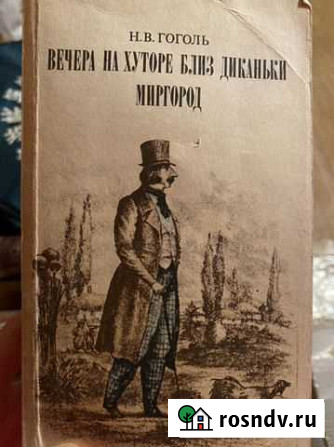 Н.В. ГОГОЛЬ
ВЕЧЕРА НА ХУТОРЕ БЛИЗ ДИКАНЬКИ
МИРГОРОД
rosndv.ru